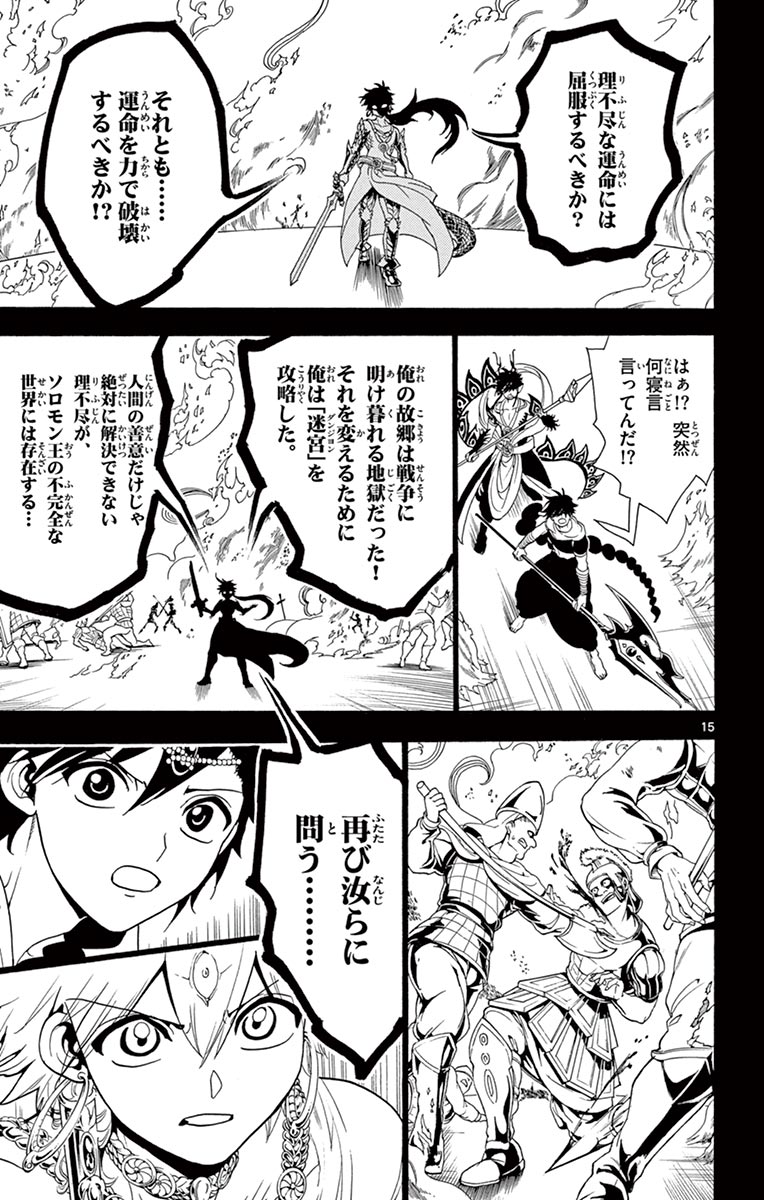 理不尽な運命には
屈服するべきか？
それとも……
運命を力で破壊
するべきか!?
はぁ!? 突然
何寝言
言ってんだ!?
俺の故郷は戦争に
明け暮れる地獄だった！
それを変えるために
俺は「迷宮」を
攻略した。
人間の善意だけじゃ
絶対に解決できない
理不尽が、
ソロモン王の不完全な
世界には存在する…
15
再び汝らに
問う………